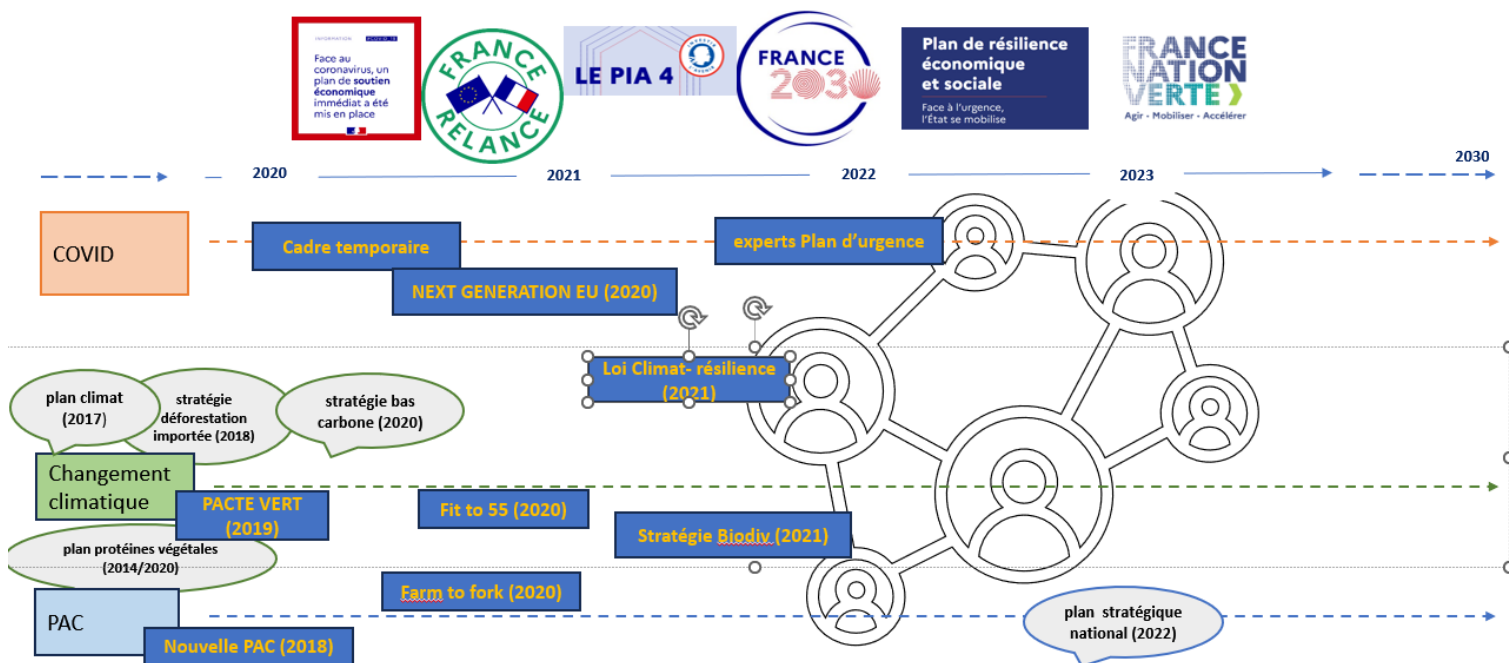 INFORMATION
Face au
coronavirus, un
plan de soutien
économique
immédiat a été
mis en place
FRANCE
RELANCE
LE PIA 4
FRANCE
2030
Plan de résilience
économique
et sociale
Face à l'urgence,
l'État se mobilise
FRANCE
NATION
VERTE
Agir • Mobiliser • Accélérer
2020
2021
2022
2023
2030
COVID
Cadre temporaire
experts Plan d'urgence
NEXT GENERATION EU (2020)
Loi Climat- résilience
(2021)
plan climat
(2017)
stratégie
déforestation
importée (2018)
stratégie bas
carbone (2020)
Changement
climatique
PACTE VERT
(2019)
Fit to 55 (2020)
Stratégie Biodiv (2021)
plan protéines végétales
(2014/2020)
Farm to fork (2020)
PAC
plan stratégique
national (2022)
Nouvelle PAC (2018)